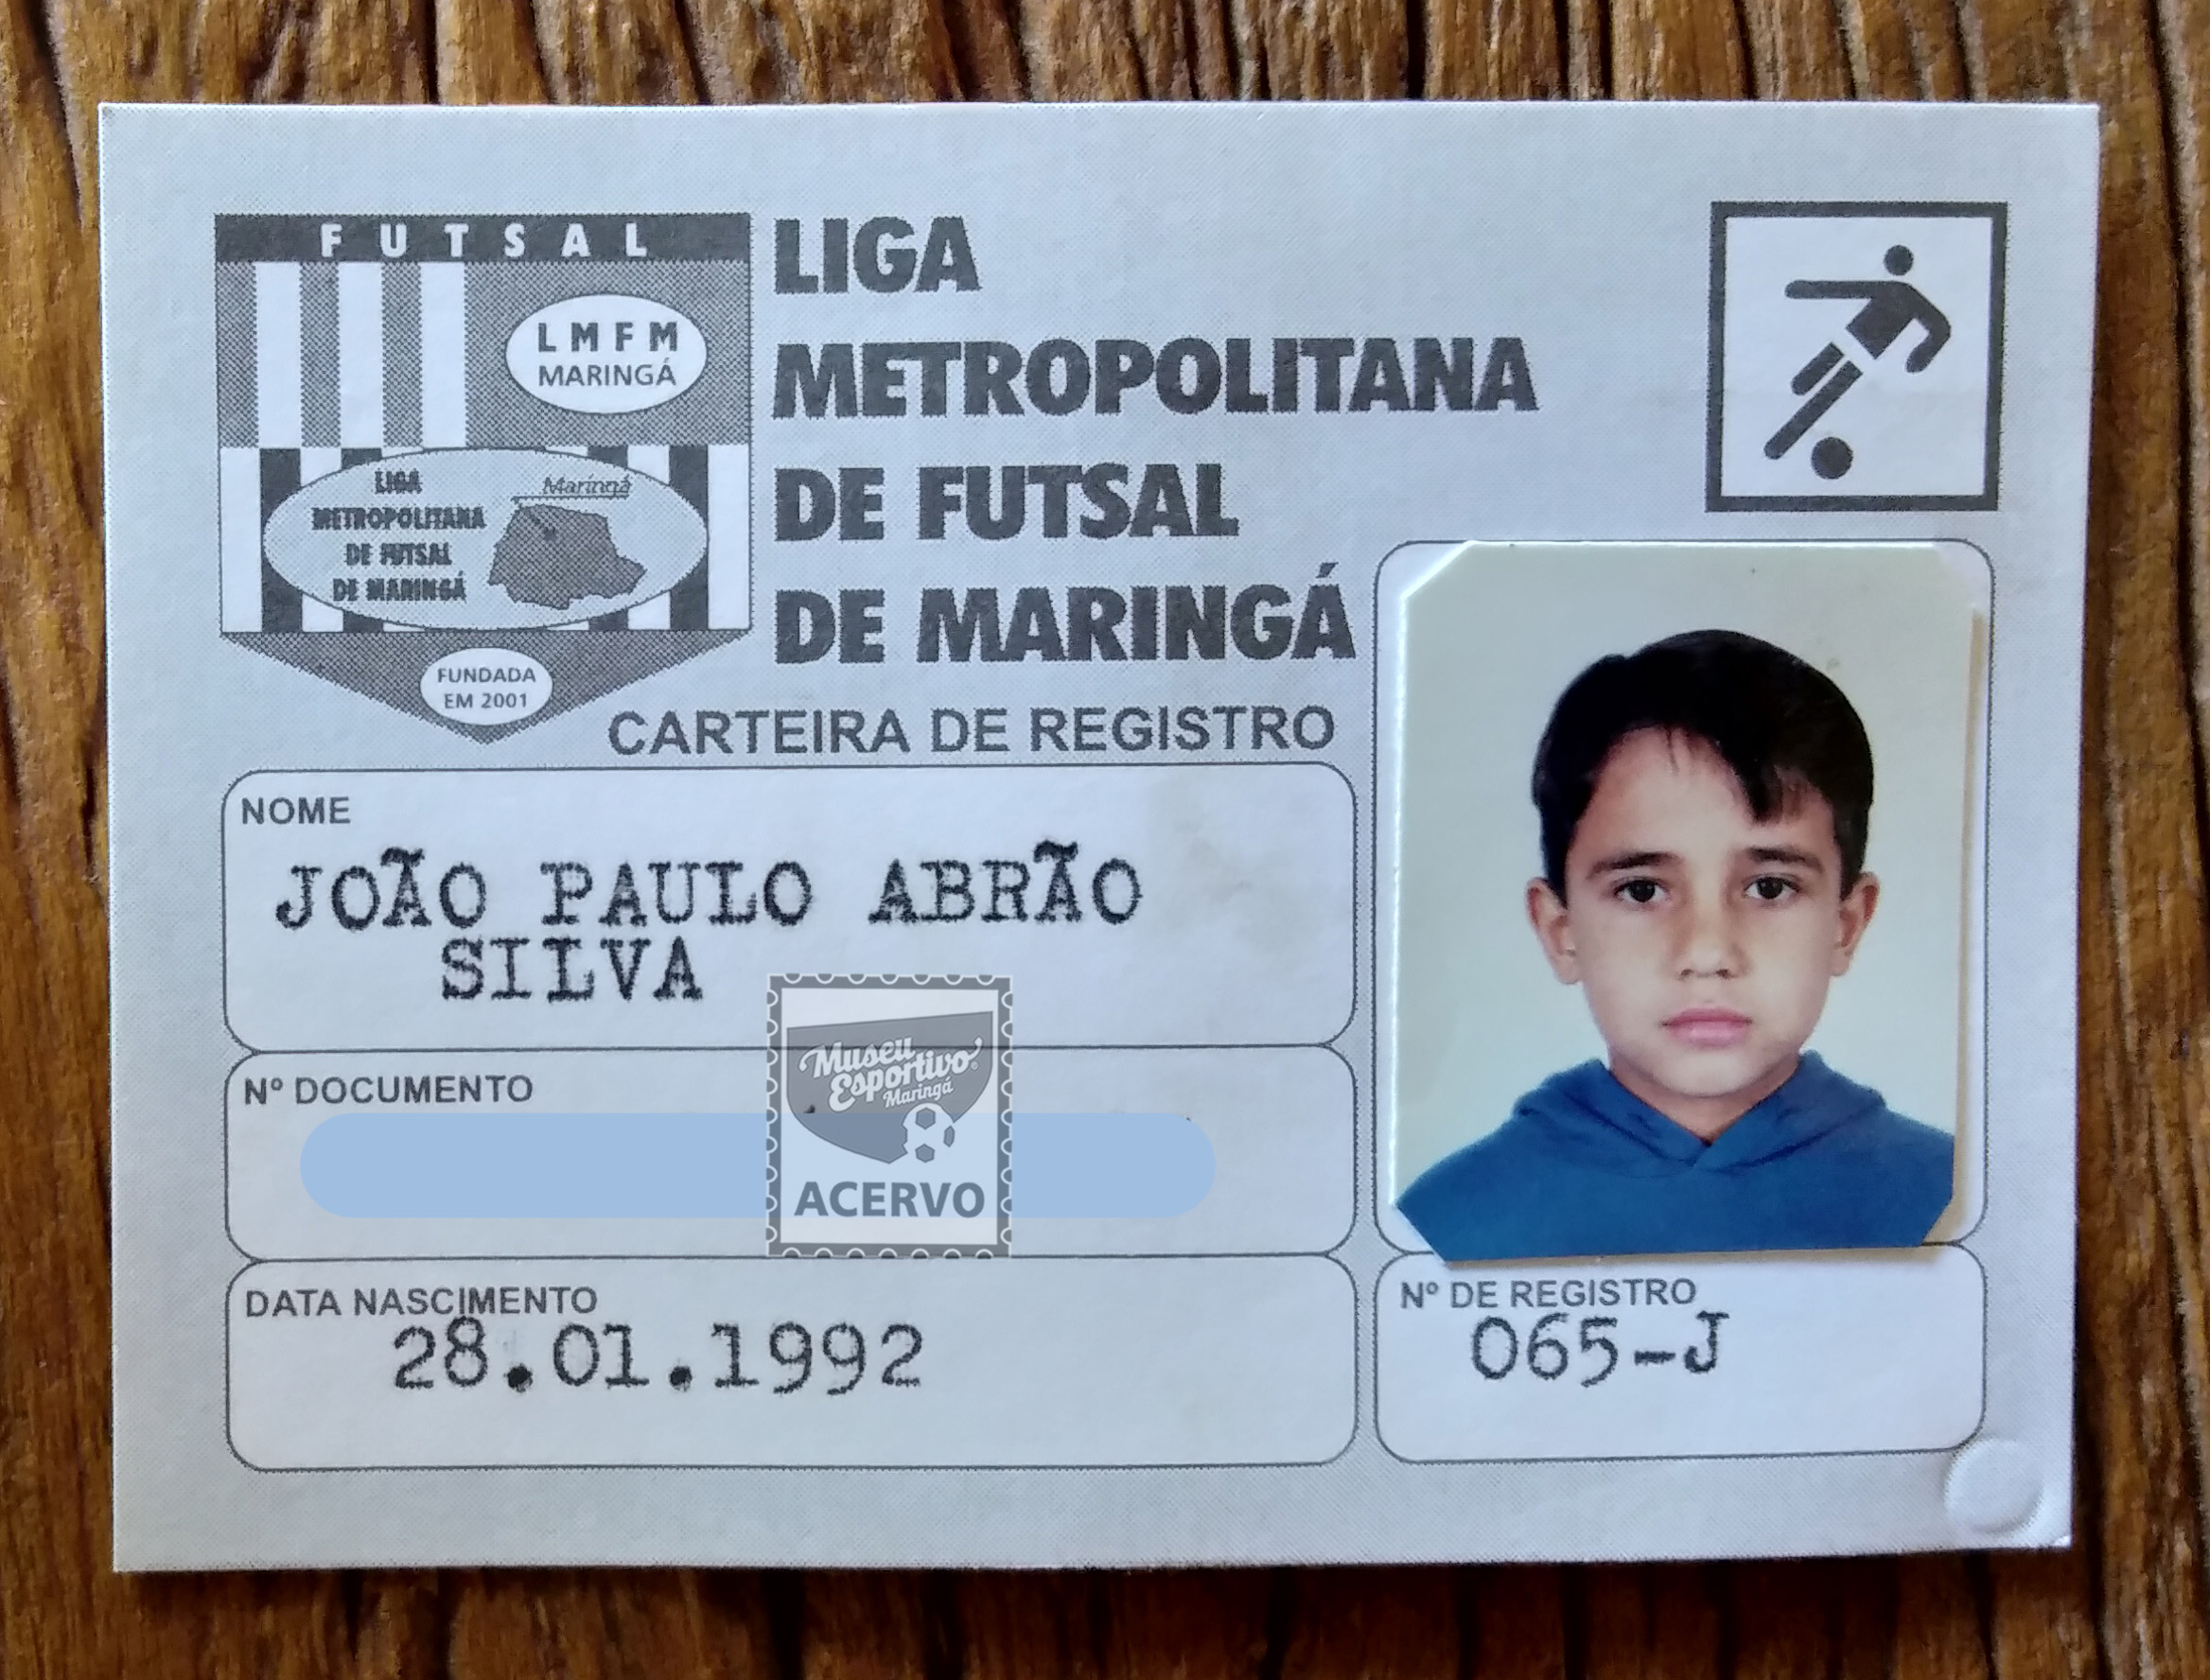 FUTSAL
LMFM
MARINGÁ
LIGA
METROPOLITANA
DE FUTSAL
DE MARINGÁ
Maringá
FUNDADA
EM 2001
LIGA
METROPOLITANA
DE FUTSAL
DE MARINGÁ
CARTEIRA DE REGISTRO
NOME
JOÃO PAULO ABRÃO
SILVA
Nº DOCUMENTO
Museu
Esportivo
Maringá
ACERVO
DATA NASCIMENTO
28.01.1992
Nº DE REGISTRO
065-J